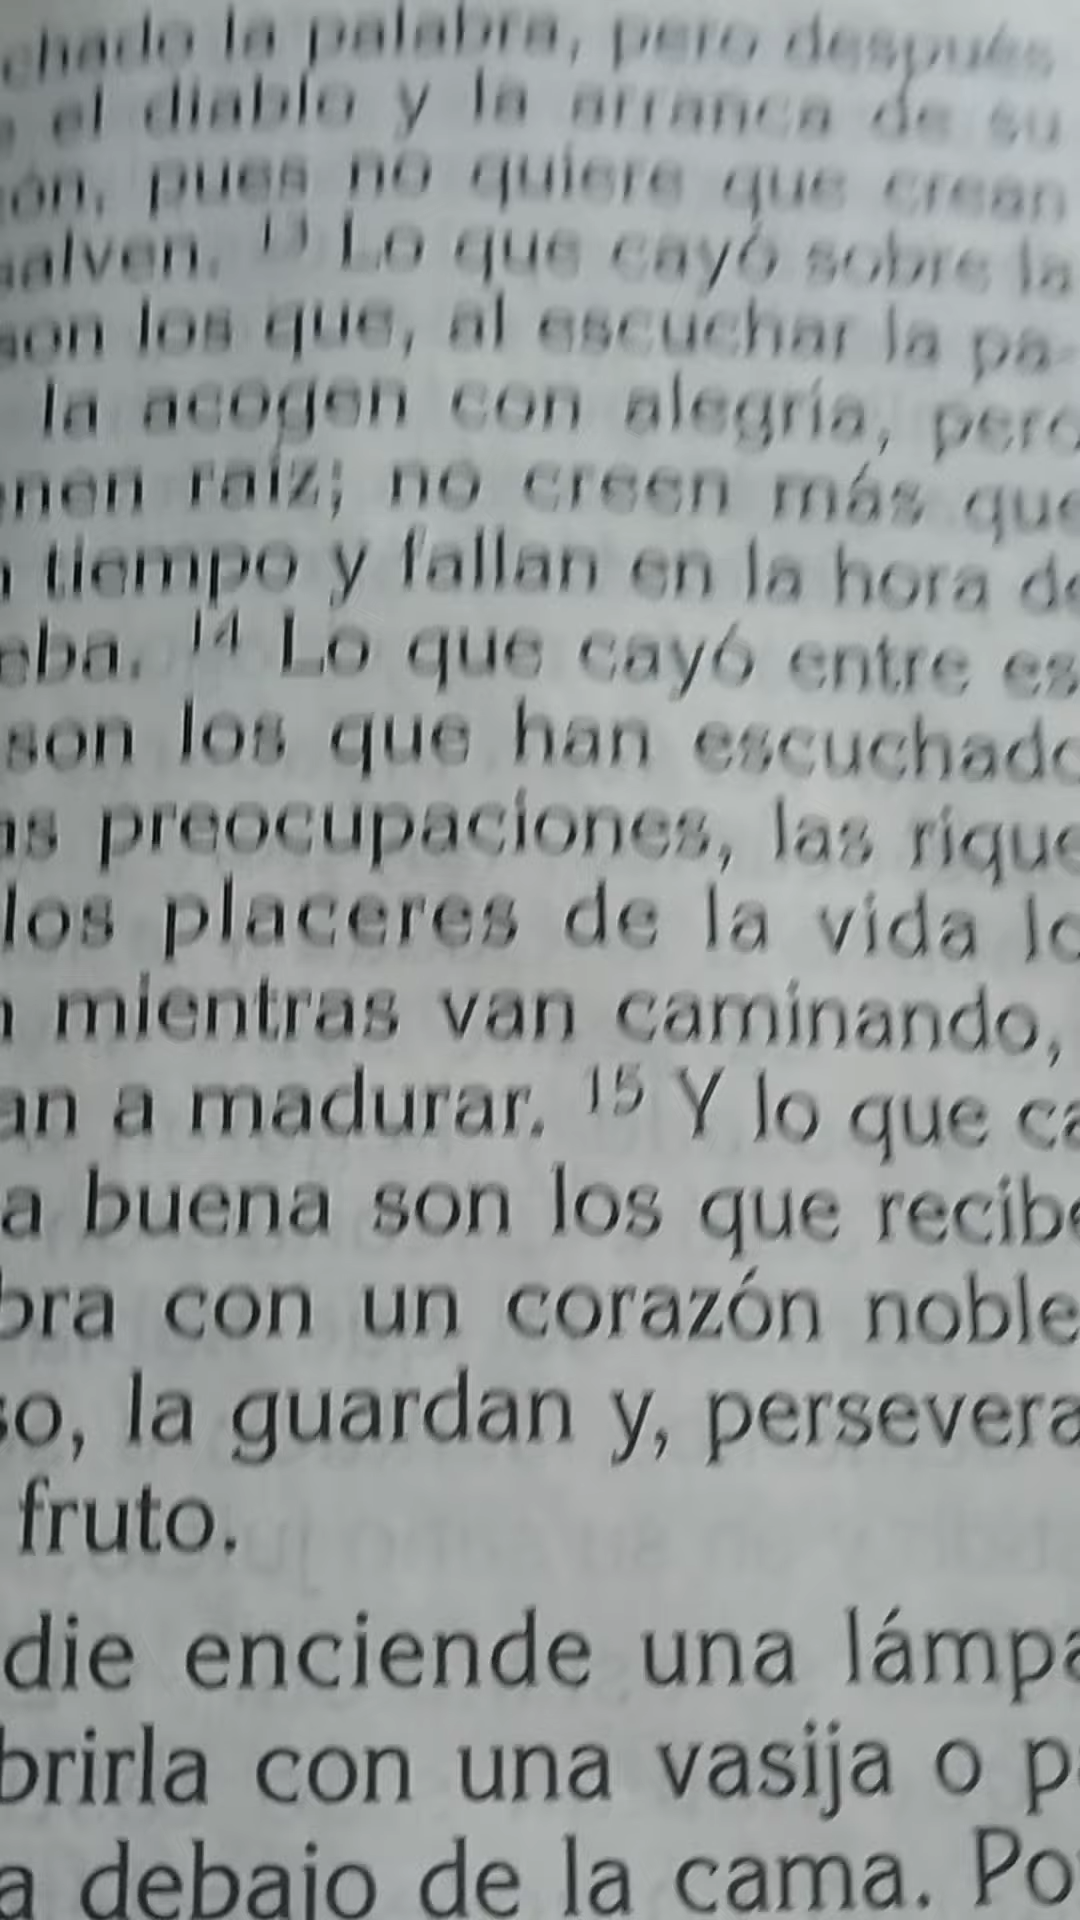 chado la palabra, pero después
el diablo y la arranca de su
ón, pues no quiere que crean
salven. 13 Lo que cayó sobre la
son los que, al escuchar la pa-
la acogen con alegría, pero
enen raíz; no creen más que
tiempo y fallan en la hora de
eba. 14 Lo que cayó entre es
son los que han escuchado
as preocupaciones, las rique
los placeres de la vida lo
n mientras van caminando,
an a madurar. 15 Y lo que ca
a buena son los que recibe
bra con un corazón noble
so, la guardan y, persevera
fruto.
die enciende una lámpa
brirla con una vasija o p
a debajo de la cama. Po